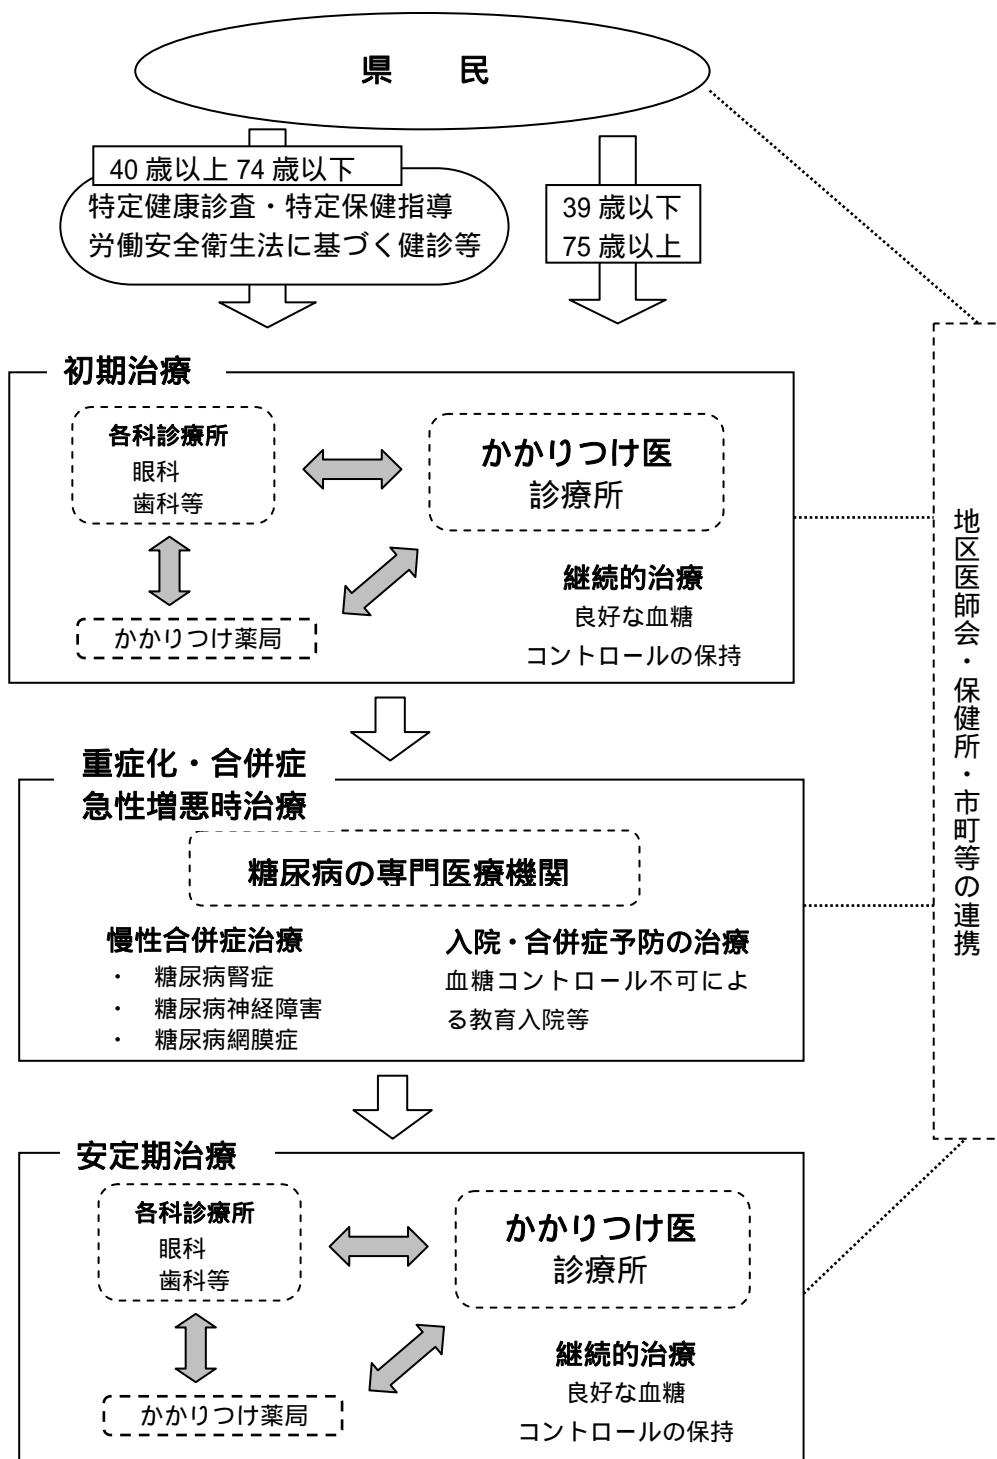 県　　民
40 歳以上 74 歳以下
特定健康診査・特定保健指導
労働安全衛生法に基づく健診等
39 歳以下
75 歳以上
初期治療
各科診療所
眼科
歯科等
かかりつけ医
診療所
かかりつけ薬局
継続的治療
良好な血糖
コントロールの保持
重症化・合併症
急性増悪時治療
糖尿病の専門医療機関
慢性合併症治療
・　糖尿病腎症
・　糖尿病神経障害
・　糖尿病網膜症
入院・合併症予防の治療
血糖コントロール不可によ
る教育入院等
安定期治療
各科診療所
眼科
歯科等
かかりつけ医
診療所
かかりつけ薬局
継続的治療
良好な血糖
コントロールの保持
地区医師会・保健所・市町等の連携